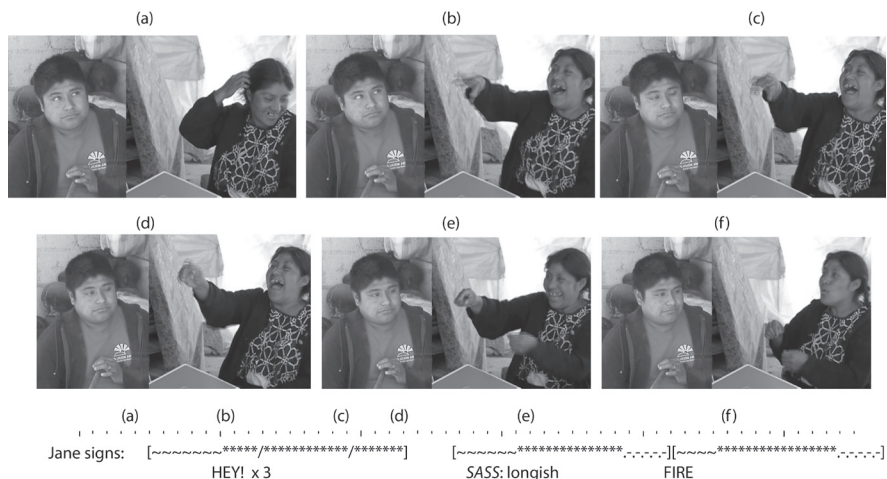 (a) (b) (c)
(d) (e) (f)
(a) (b) (c) (d) (e) (f)
Jane signs: [~~~~~~~*****/************/*******] [~~~~~~***************.-.-.-.-.-][~~~~*****************.-.-.-.-.-]
HEY! x 3 SASS: longish FIRE